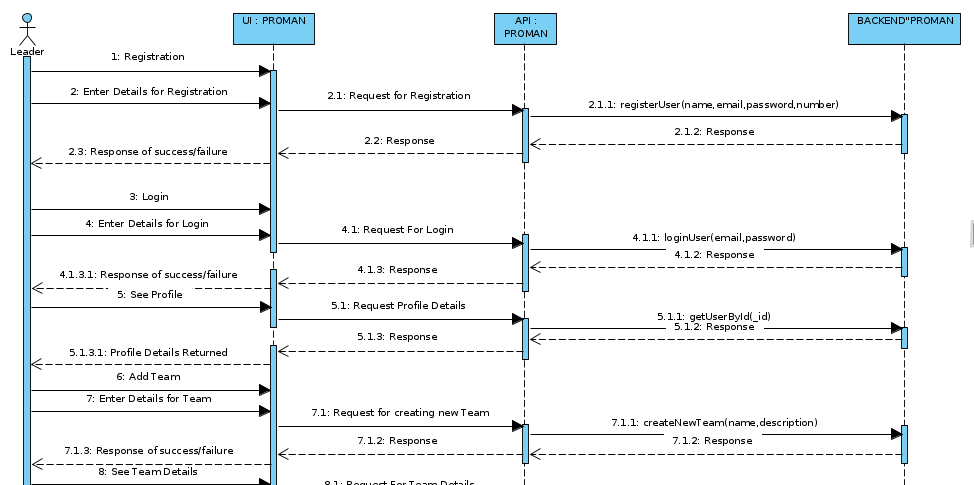 UI : PROMAN
API :
PROMAN
BACKEND"PROMAN
Leader
1: Registration
2: Enter Details for Registration
2.1: Request for Registration
2.1.1: registerUser(name,email,password,number)
2.1.2: Response
2.2: Response
2.3: Response of success/failure
3: Login
4: Enter Details for Login
4.1: Request For Login
4.1.1: loginUser(email,password)
4.1.2: Response
4.1.3: Response
4.1.3.1: Response of success/failure
5: See Profile
5.1: Request Profile Details
5.1.1: getUserById(_id)
5.1.2: Response
5.1.3: Response
5.1.3.1: Profile Details Returned
6: Add Team
7: Enter Details for Team
7.1: Request for creating new Team
7.1.1: createNewTeam(name,description)
7.1.2: Response
7.1.2: Response
7.1.3: Response of success/failure
8: See Team Details
8.1: Request For Team Details